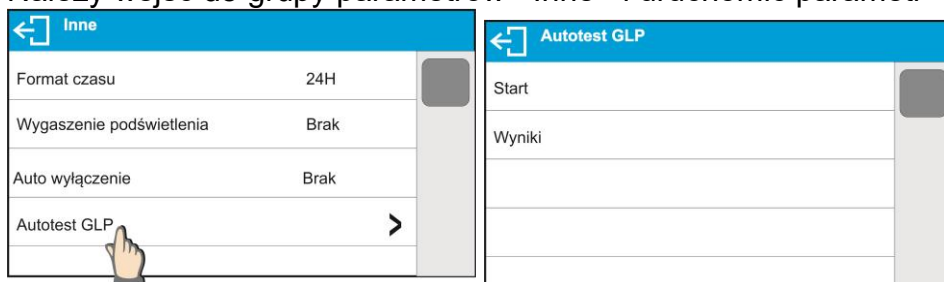 Inne
Format czasu 24H
Wygaszenie podświetlenia Brak
Auto wyłączenie Brak
Autotest GLP
Autotest GLP
Start
Wyniki